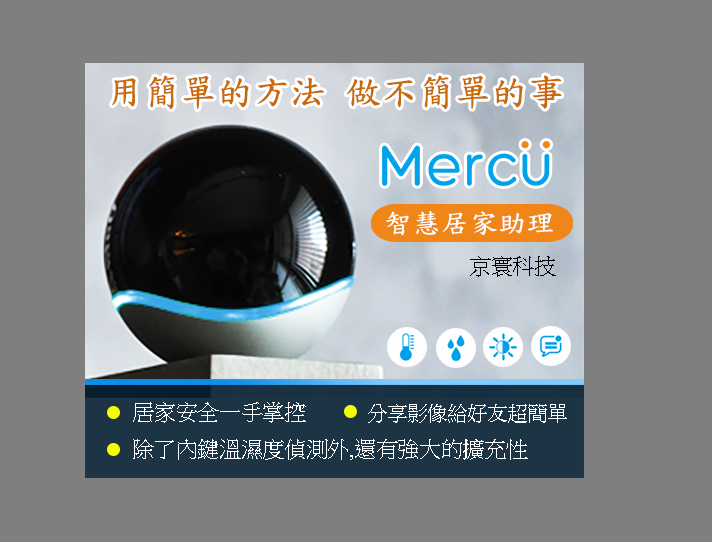 用簡單的方法 做不簡單的事
Mercü
智慧居家助理
京寰科技
居家安全一手掌控
分享影像給好友超簡單
除了內鍵溫濕度偵測外,還有強大的擴充性